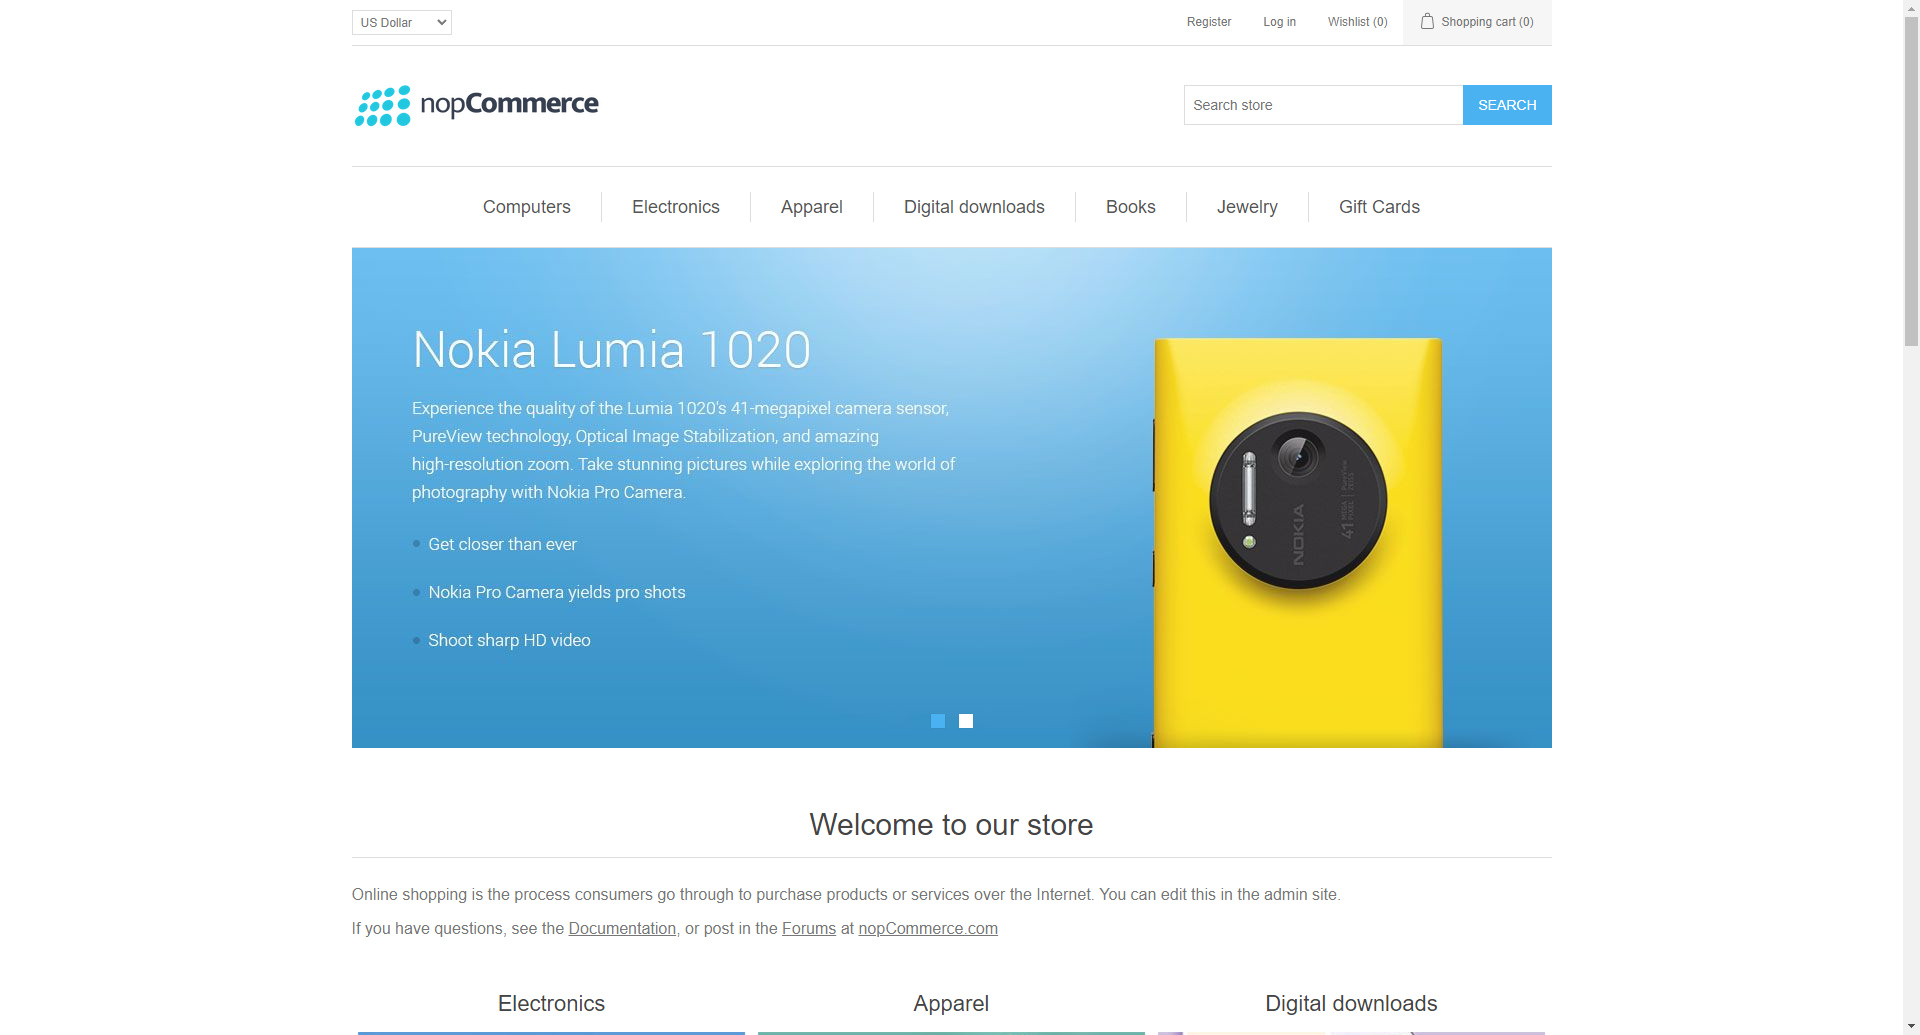 US Dollar
Register
Log in
Wishlist (0)
Shopping cart (0)
nopCommerce
Search store
SEARCH
Computers
Electronics
Apparel
Digital downloads
Books
Jewelry
Gift Cards
Nokia Lumia 1020
Experience the quality of the Lumia 1020's 41-megapixel camera sensor,
PureView technology, Optical Image Stabilization, and amazing
high-resolution zoom. Take stunning pictures while exploring the world of
photography with Nokia Pro Camera.
Get closer than ever
Nokia Pro Camera yields pro shots
Shoot sharp HD video
NOKIA
41 MEGA PIXEL
PureView
ZEISS
Welcome to our store
Online shopping is the process consumers go through to purchase products or services over the Internet. You can edit this in the admin site.
If you have questions, see the Documentation, or post in the Forums at nopCommerce.com
Electronics
Apparel
Digital downloads